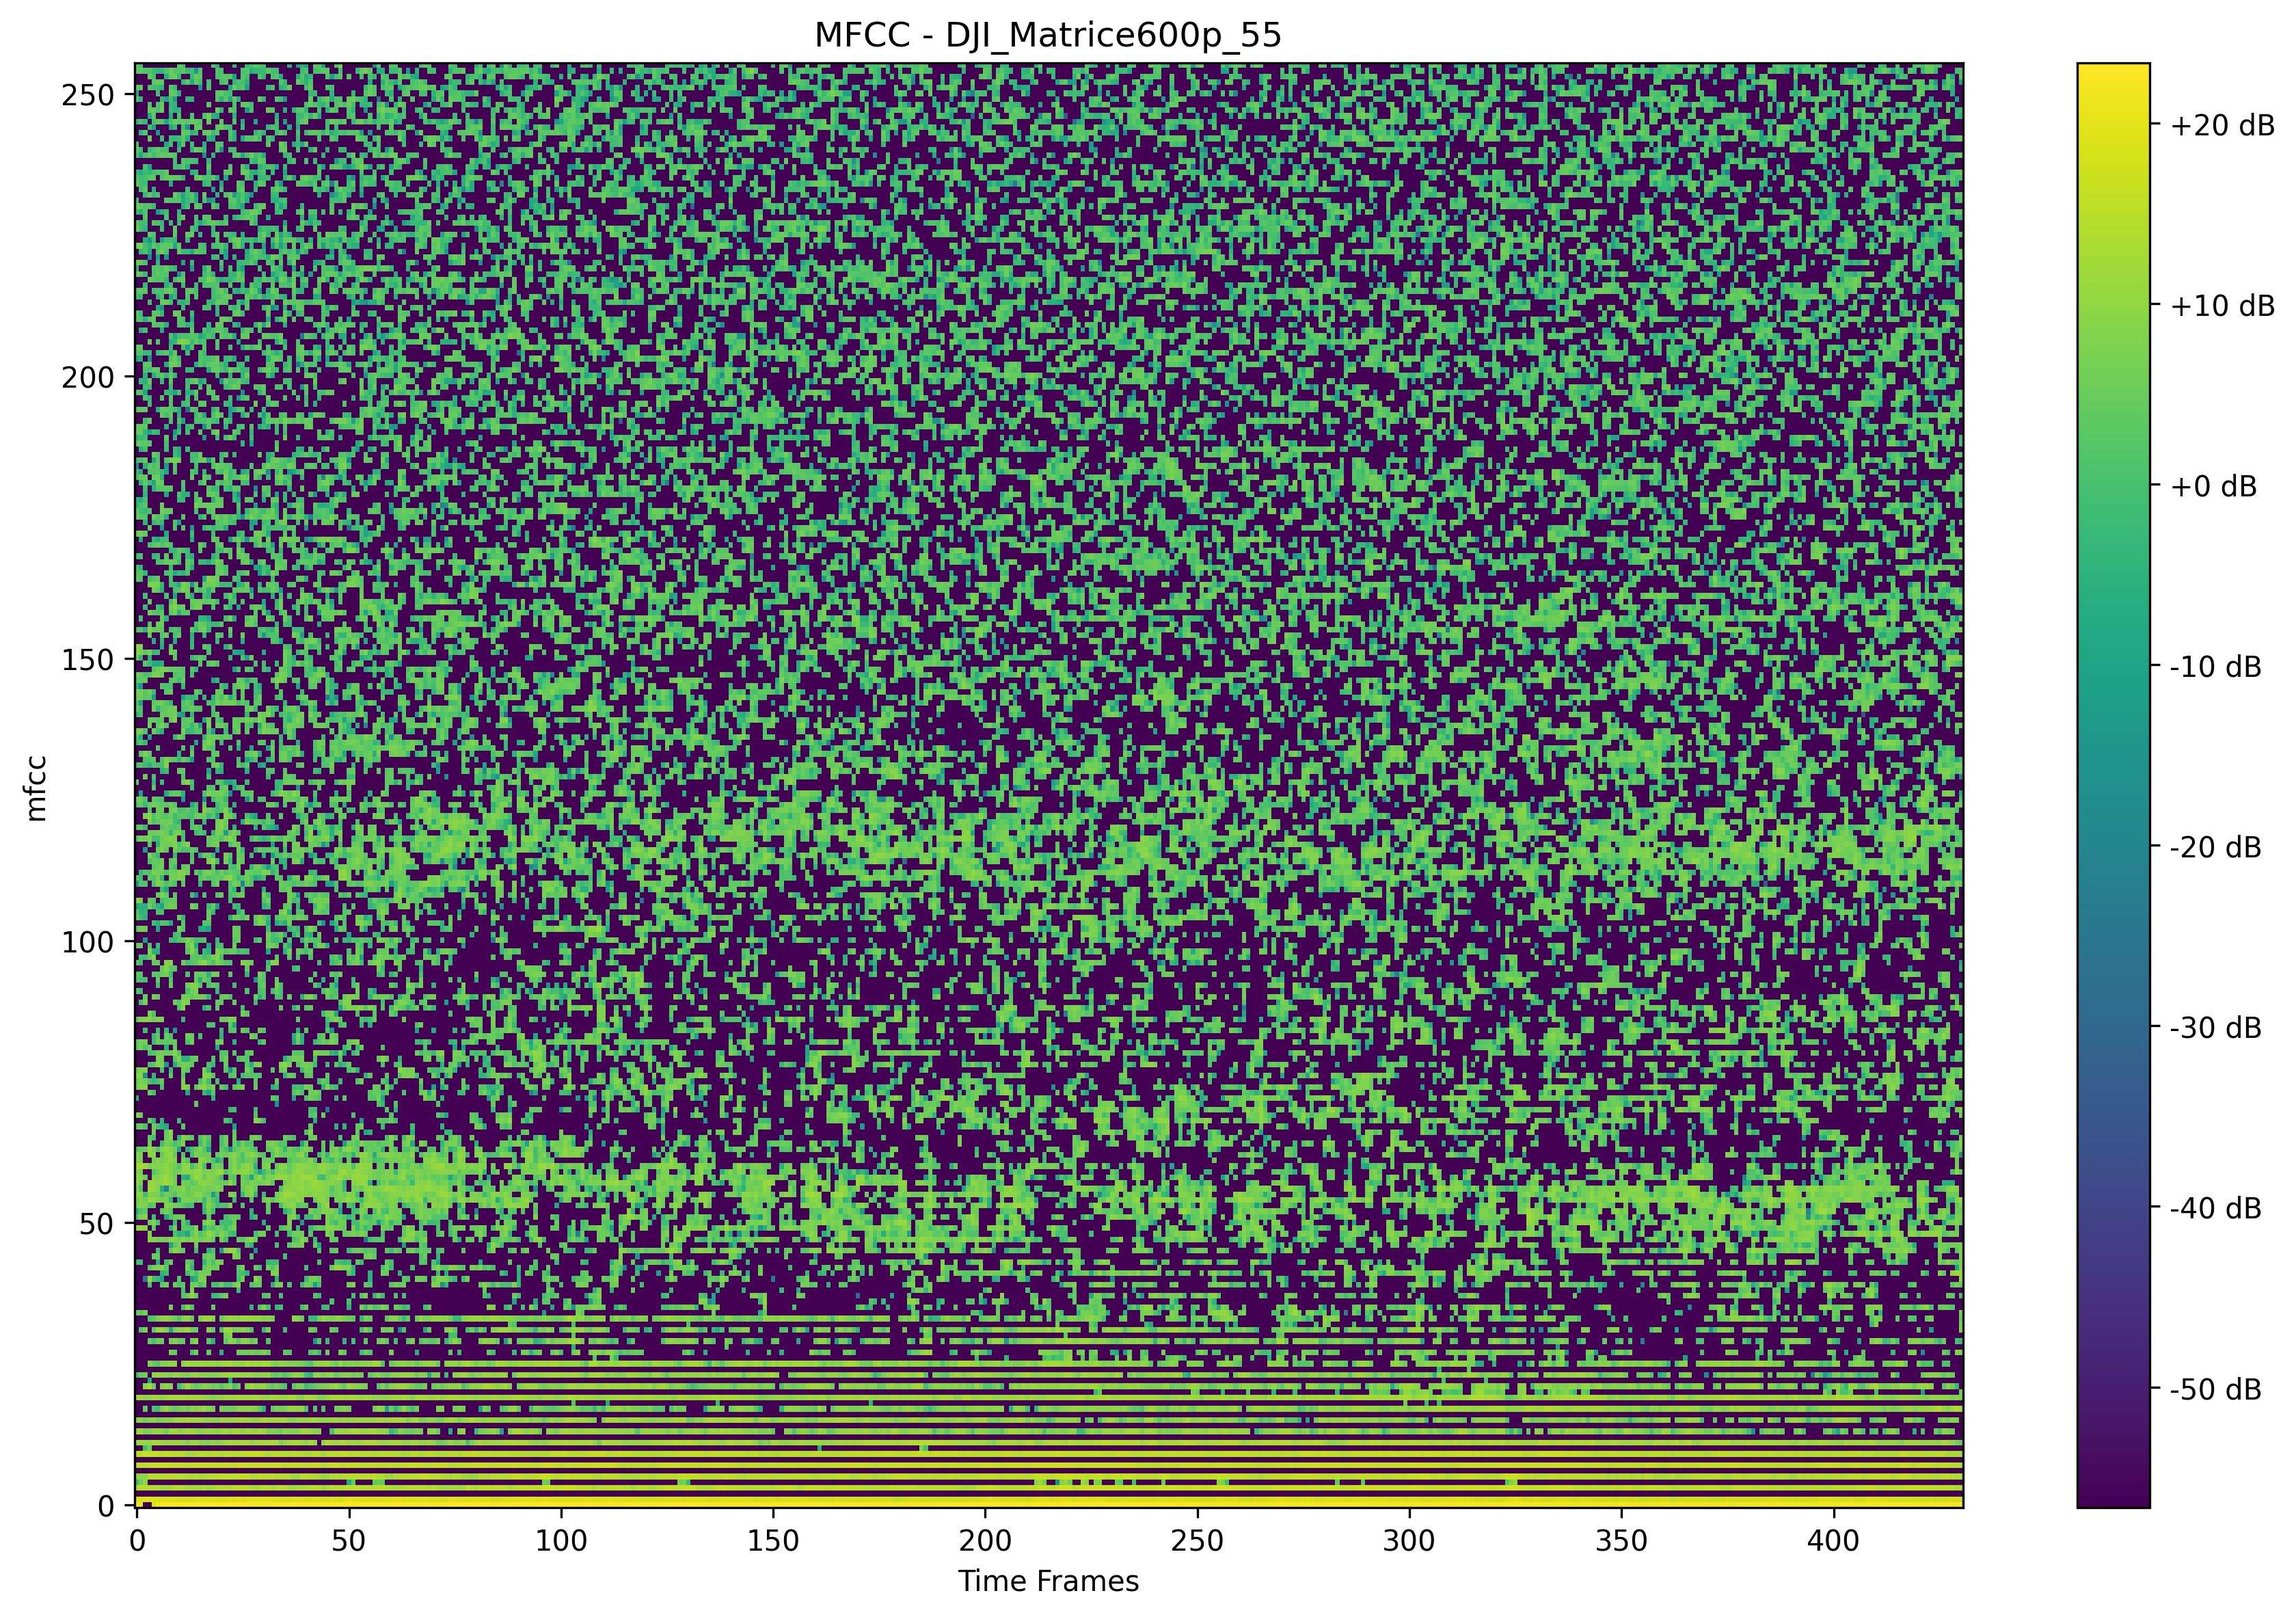 MFCC - DJI_Matrice600p_55
250
200
150
100
50
0
mfcc
0 50 100 150 200 250 300 350 400
Time Frames
+20 dB
+10 dB
+0 dB
-10 dB
-20 dB
-30 dB
-40 dB
-50 dB